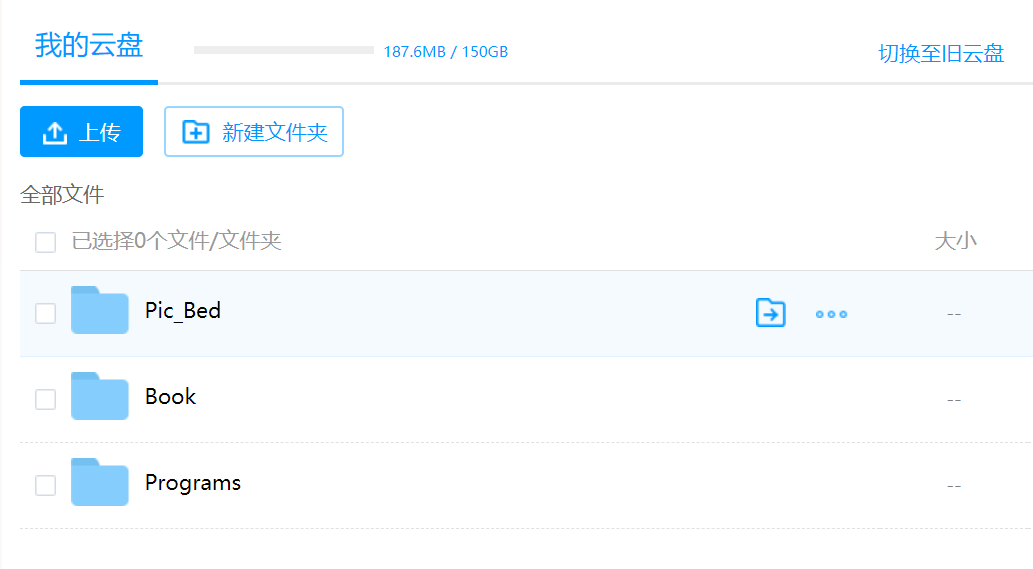 我的云盘 187.6MB / 150GB 切换至旧云盘
上传 新建文件夹
全部文件
已选择0个文件/文件夹 大小
Pic_Bed --
Book --
Programs --